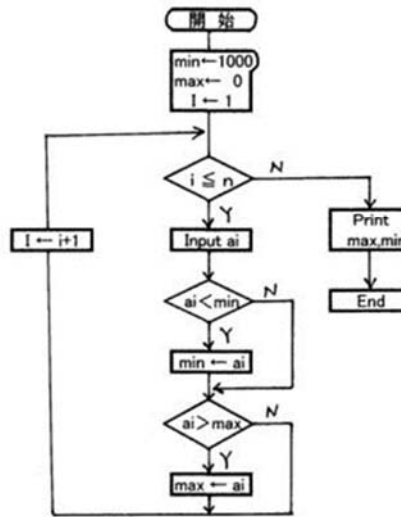 開 始
min←1000
max← 0
I ← 1
i ≦ n
N
Y
Print
max,min
End
Input ai
I ← i+1
ai<min
N
Y
min ← ai
ai>max
N
Y
max ← ai